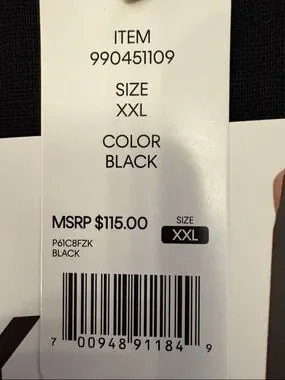 ITEM
990451109
SIZE
XXL
COLOR
BLACK
MSRP $115.00
SIZE
XXL
P61C8FZK
BLACK
7 00948 91184 9